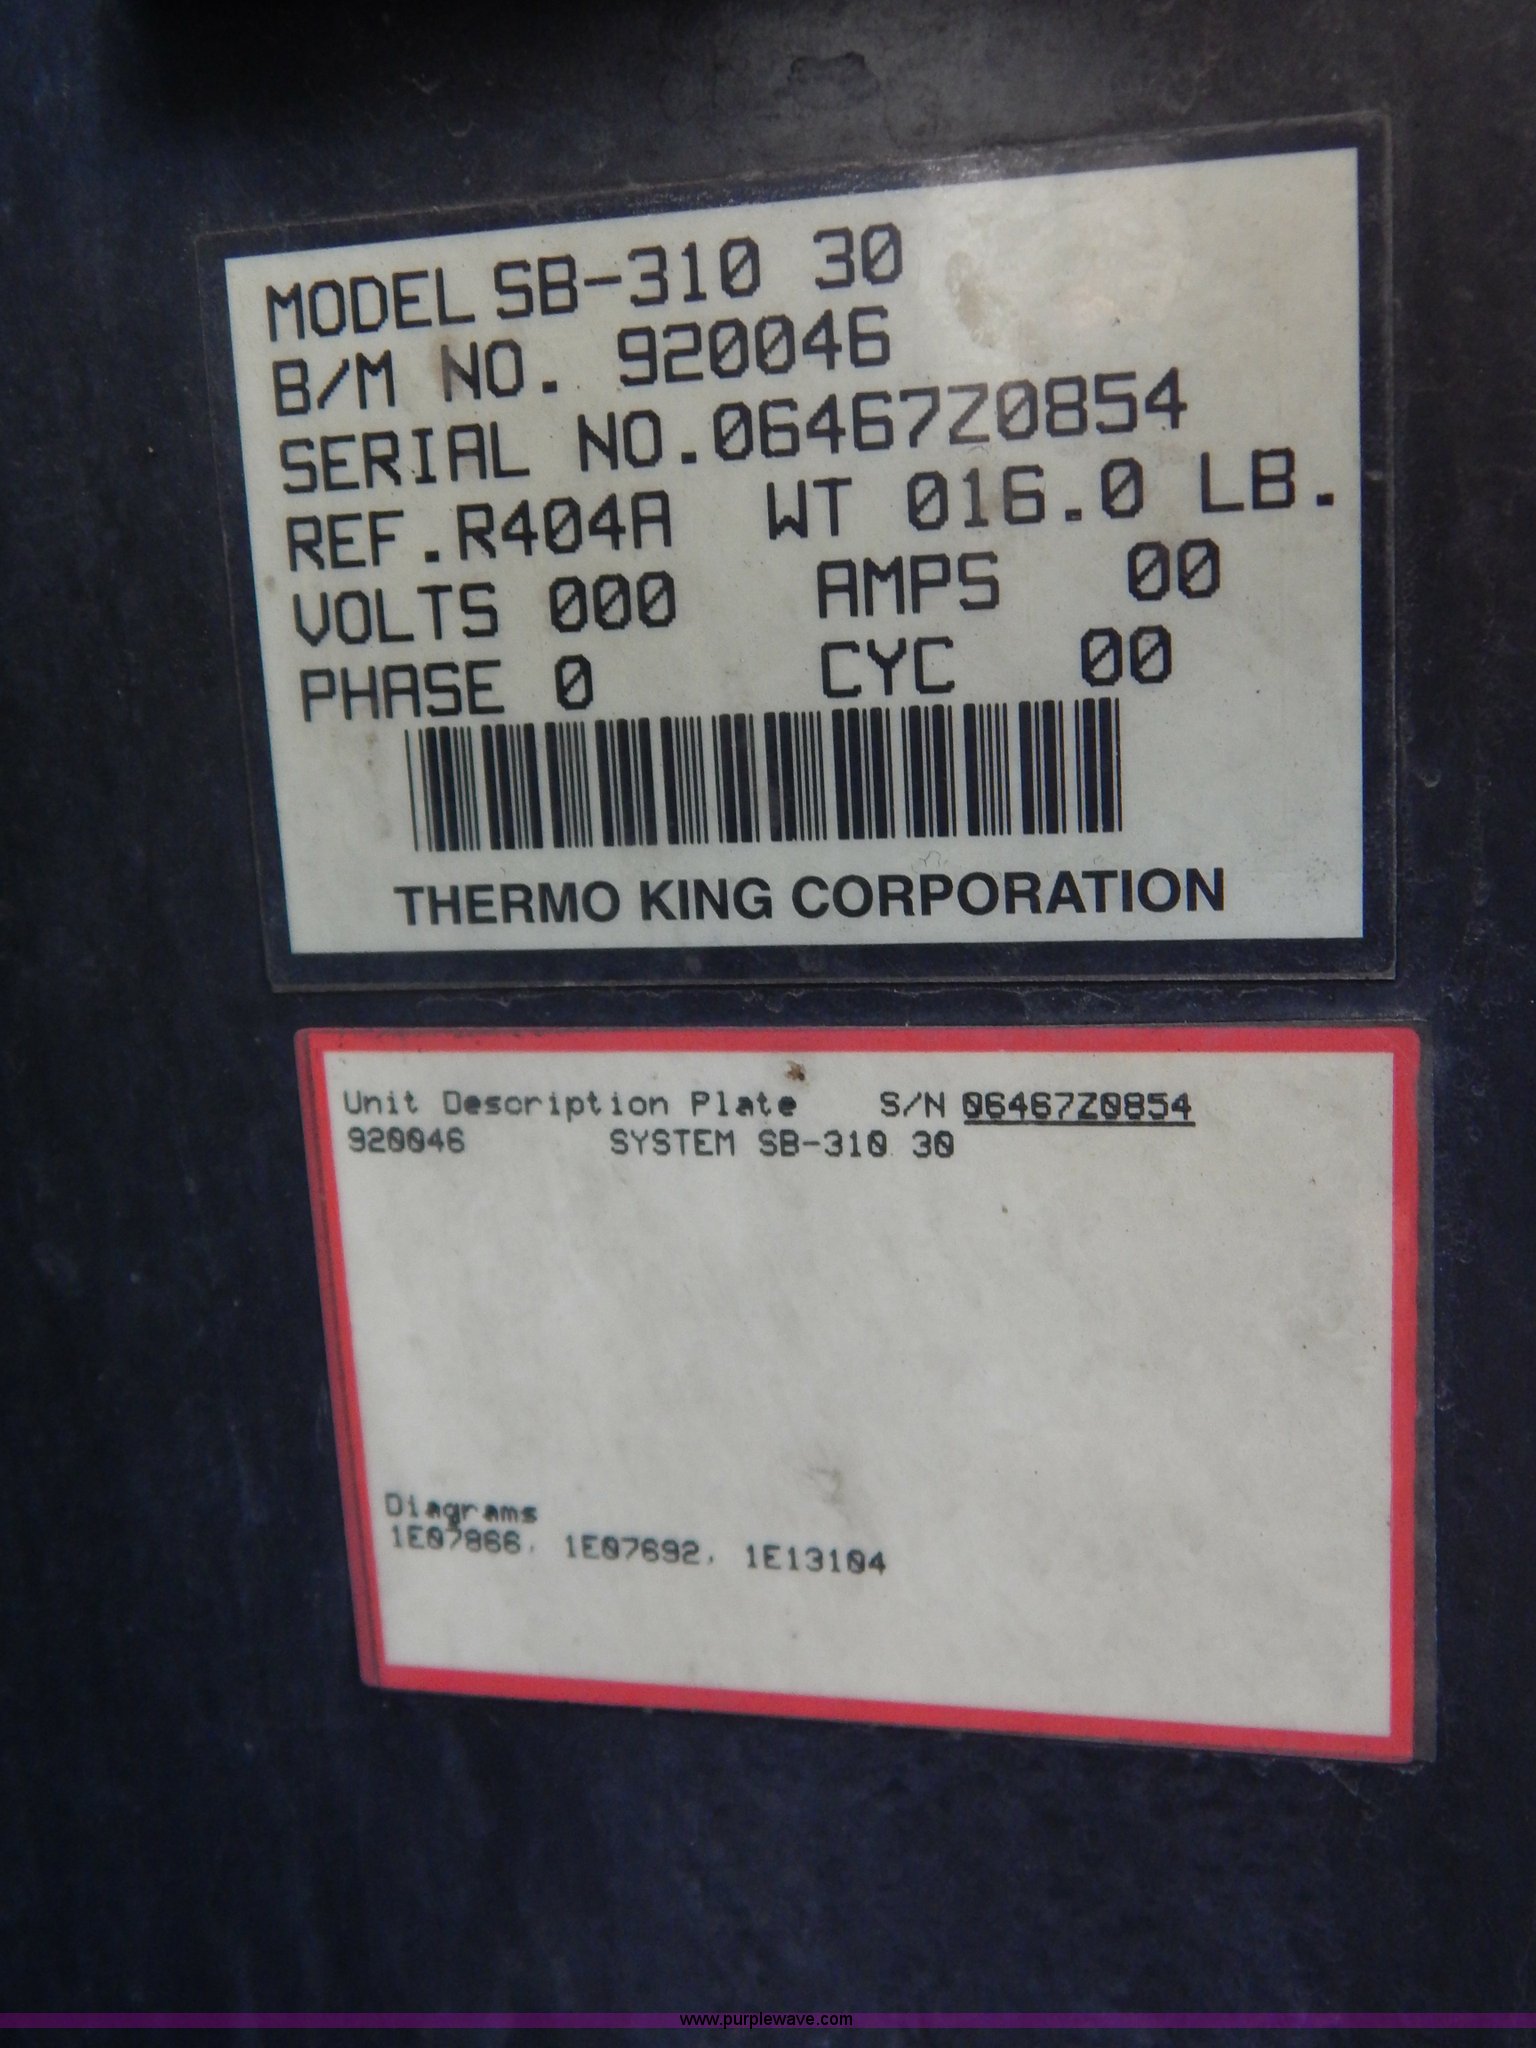 MODEL SB-310 30
B/M NO. 920046
SERIAL NO.06467Z0854
REF.R404A WT 016.0 LB.
VOLTS 000 AMPS 00
PHASE 0 CYC 00
THERMO KING CORPORATION
Unit Description Plate S/N 06467Z0854
920046 SYSTEM SB-310 30
Diagrams
1E07866, 1E07692, 1E13104
www.purplewave.com